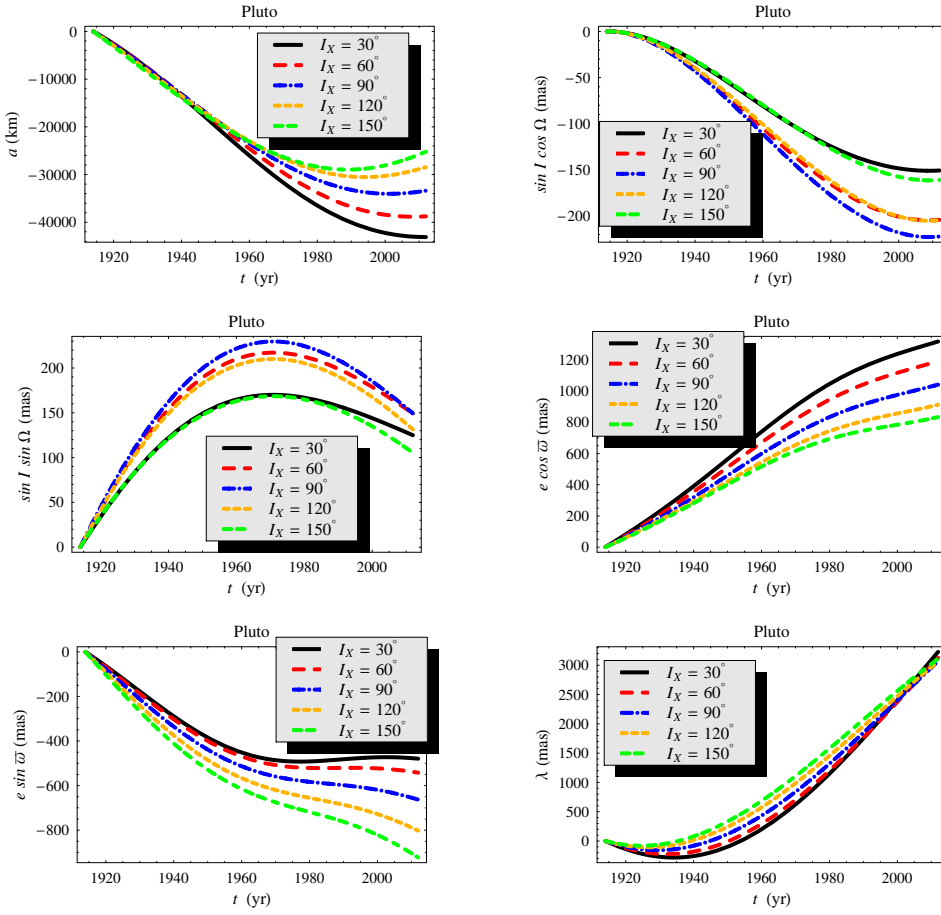 Pluto
a (km)
0
−10000
−20000
−30000
−40000
I_X = 30°
I_X = 60°
I_X = 90°
I_X = 120°
I_X = 150°
1920 1940 1960 1980 2000
t (yr)
Pluto
sin I cos Ω (mas)
0
−50
−100
−150
−200
I_X = 30°
I_X = 60°
I_X = 90°
I_X = 120°
I_X = 150°
1920 1940 1960 1980 2000
t (yr)
Pluto
sin I sin Ω (mas)
200
150
100
50
0
I_X = 30°
I_X = 60°
I_X = 90°
I_X = 120°
I_X = 150°
1920 1940 1960 1980 2000
t (yr)
Pluto
e cos ϖ (mas)
1200
1000
800
600
400
200
0
I_X = 30°
I_X = 60°
I_X = 90°
I_X = 120°
I_X = 150°
1920 1940 1960 1980 2000
t (yr)
Pluto
e sin ϖ (mas)
0
−200
−400
−600
−800
I_X = 30°
I_X = 60°
I_X = 90°
I_X = 120°
I_X = 150°
1920 1940 1960 1980 2000
t (yr)
Pluto
λ (mas)
3000
2500
2000
1500
1000
500
0
I_X = 30°
I_X = 60°
I_X = 90°
I_X = 120°
I_X = 150°
1920 1940 1960 1980 2000
t (yr)